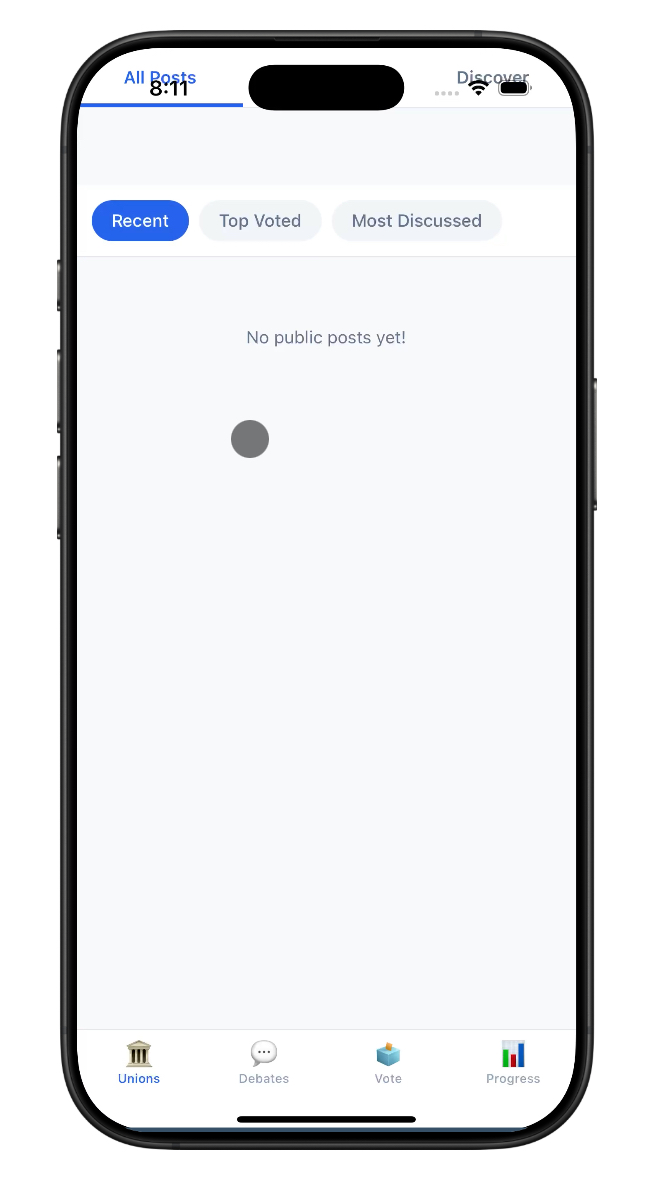 All Posts
Discover
8:11
Recent
Top Voted
Most Discussed
No public posts yet!
Unions
Debates
Vote
Progress